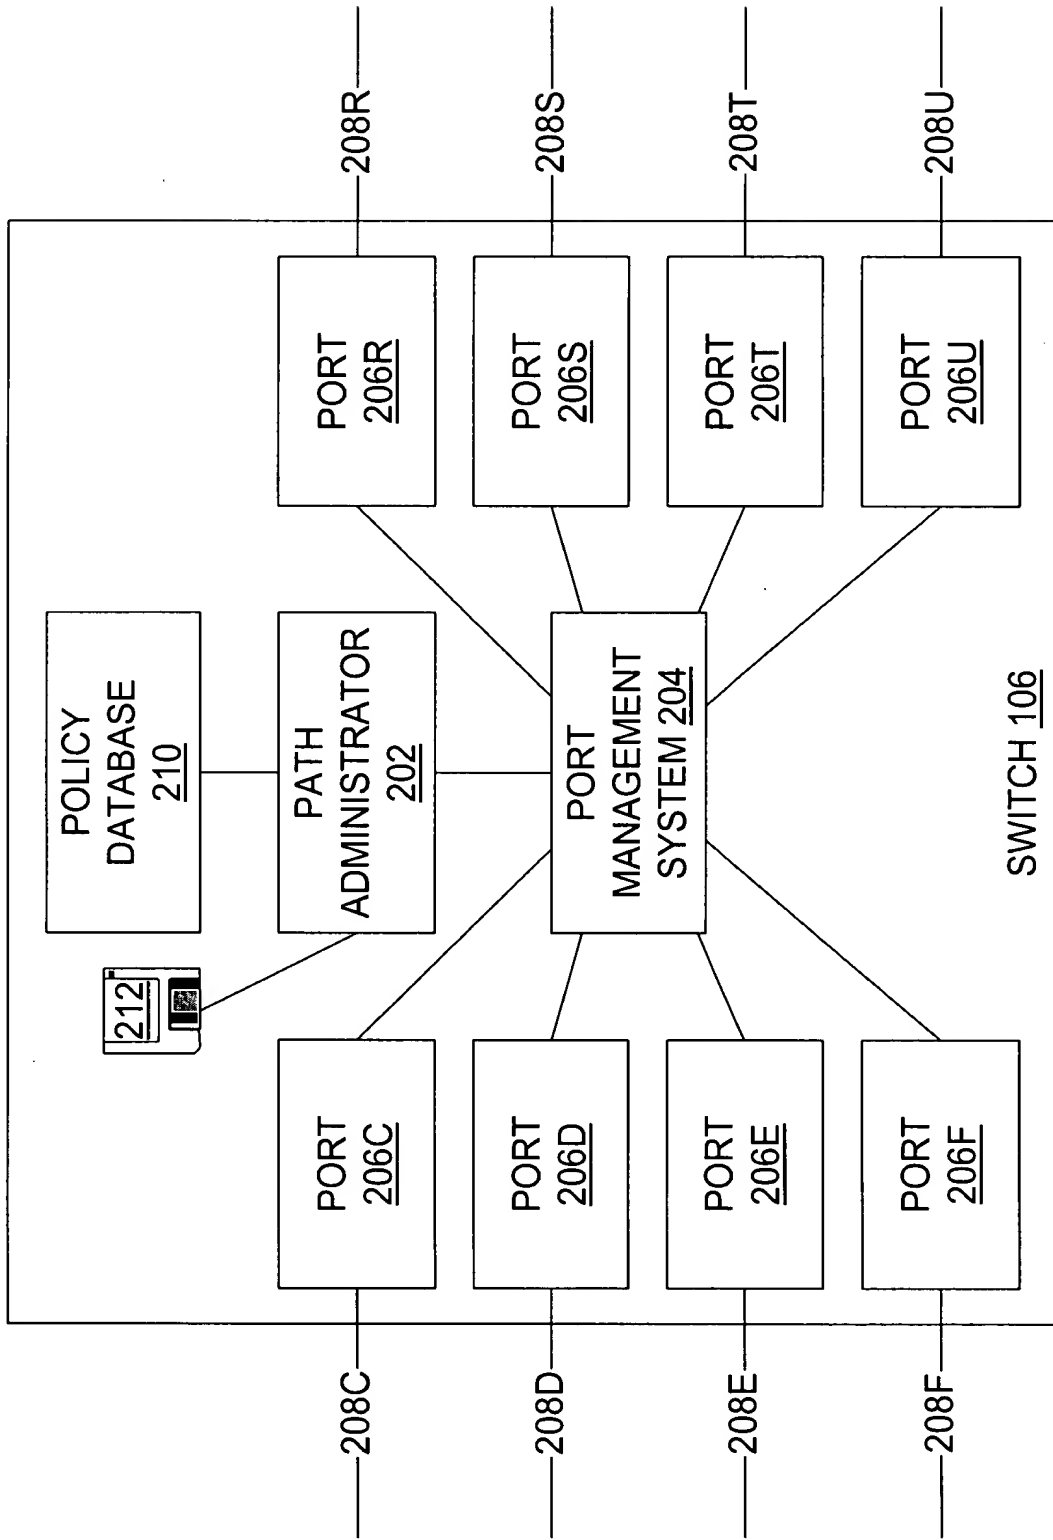 POLICY
DATABASE
210
212
PATH
ADMINISTRATOR
202
208C
PORT
206C
PORT
206R
208R
208D
PORT
206D
PORT
MANAGEMENT
SYSTEM 204
PORT
206S
208S
208E
PORT
206E
PORT
206T
208T
208F
PORT
206F
PORT
206U
208U
SWITCH 106